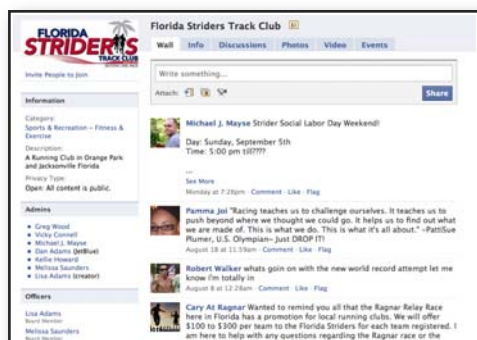 FLORIDA
STRIDERS
TRACK CLUB
Invite People to Join
Information
Category:
Sports & Recreation - Fitness &
Exercise
Description:
A Running Club in Orange Park
and Jacksonville Florida
Privacy Type:
Open: All content is public.
Admins
Greg Wood
Vicky Connell
Michael J. Mayse
Dan Adams (JetBlue)
Kellie Howard
Melissa Saunders
Lisa Adams (creator)
Officers
Lisa Adams
Board Member
Melissa Saunders
Board Member
Florida Striders Track Club
Wall Info Discussions Photos Video Events
Write something...
Attach:
Share
Michael J. Mayse Strider Social Labor Day Weekend!
Day: Sunday, September 5th
Time: 5:00 pm till????
...
See More
Monday at 7:28pm · Comment · Like · Flag
Pamma Joi "Racing teaches us to challenge ourselves. It teaches us to
push beyond where we thought we could go. It helps us to find out what
we are made of. This is what we do. This is what it's all about." -PattiSue
Plumer, U.S. Olympian- Just DROP IT!
August 18 at 11:59am · Comment · Like · Flag
Robert Walker whats goin on with the new world record attempt let me
know I'm totally in
August 8 at 12:28am · Comment · Like · Flag
Cary At Ragnar Wanted to remind you all that the Ragnar Relay Race
here in Florida has a promotion for local running clubs. We will offer
$100 to $300 per team to the Florida Striders for each team registered. I
am here to help with any questions regarding the Ragnar race or the